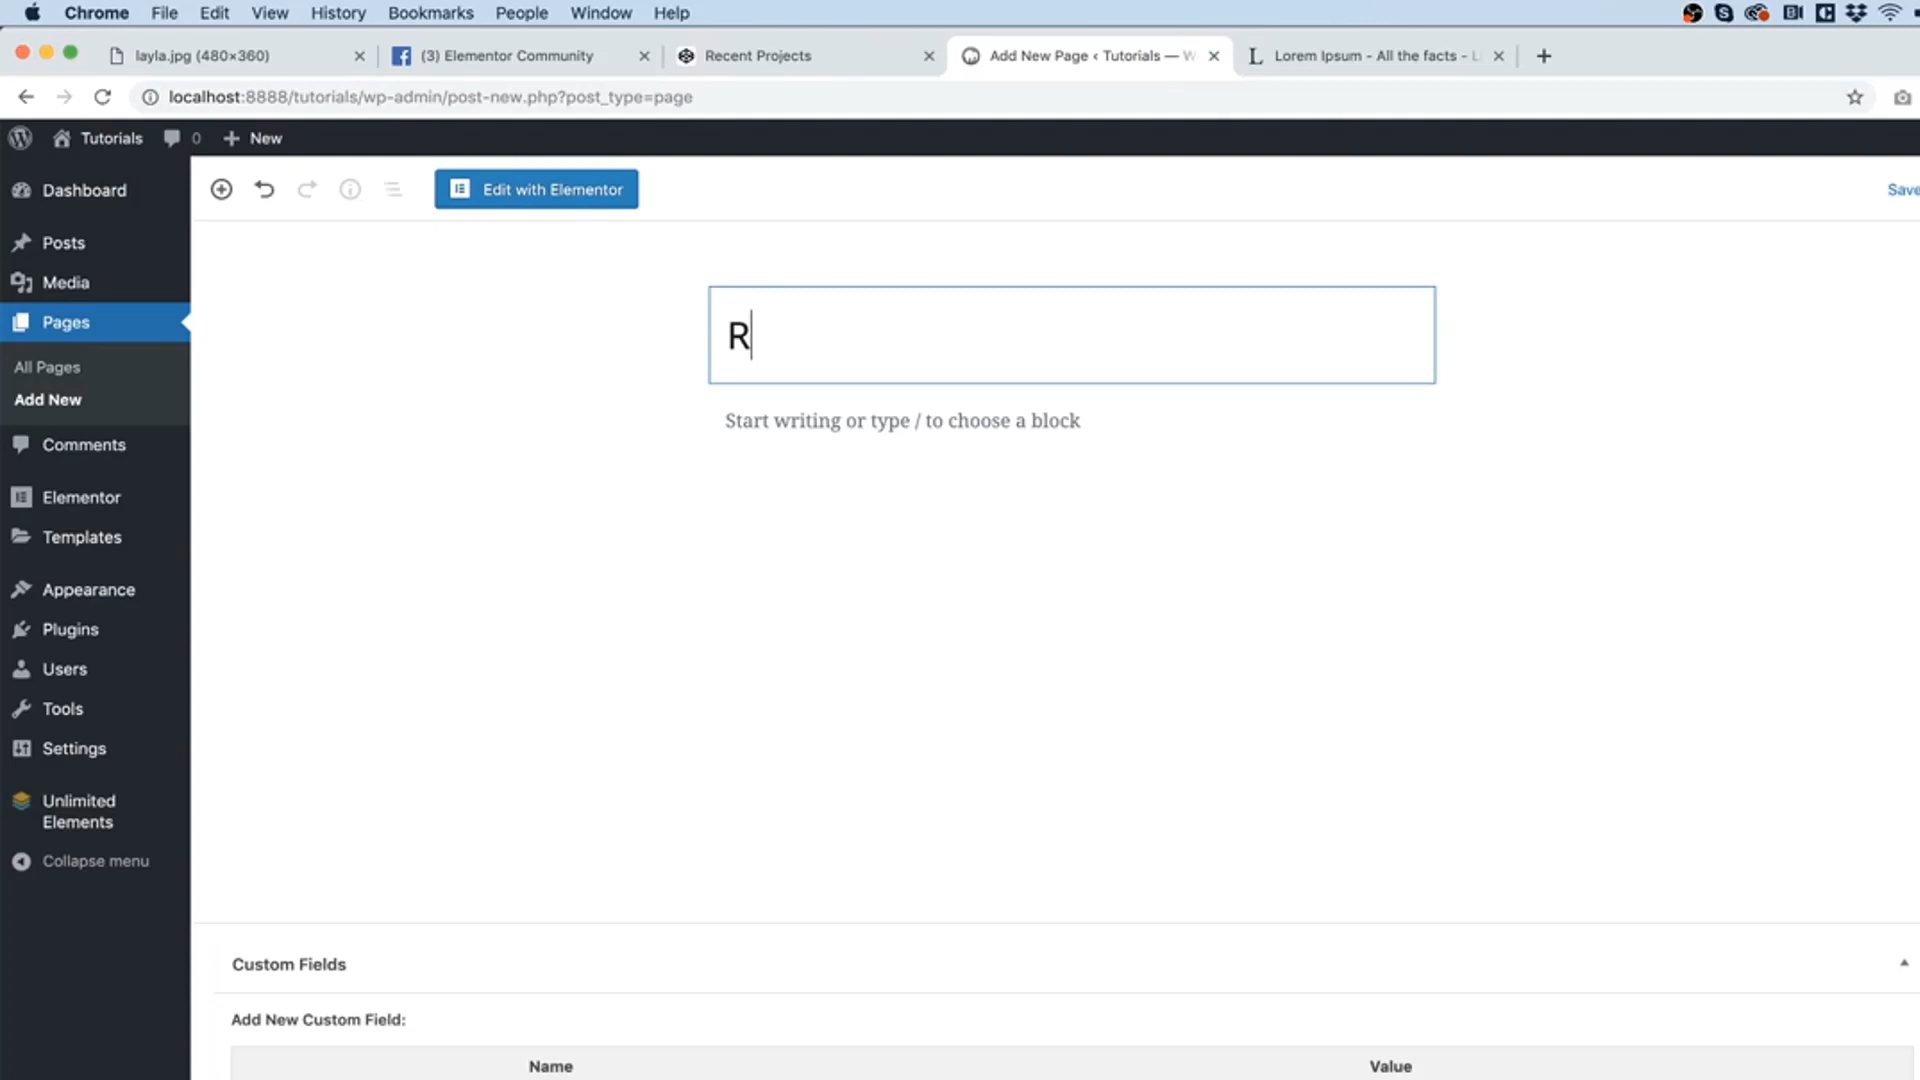 Chrome File Edit View History Bookmarks People Window Help
layla.jpg (480×360) (3) Elementor Community Recent Projects Add New Page ‹ Tutorials — W Lorem Ipsum - All the facts - L
localhost:8888/tutorials/wp-admin/post-new.php?post_type=page
Tutorials 0 + New
Edit with Elementor Save
Dashboard
Posts
Media
Pages
All Pages
Add New
Comments
Elementor
Templates
Appearance
Plugins
Users
Tools
Settings
Unlimited
Elements
Collapse menu
R
Start writing or type / to choose a block
Custom Fields
Add New Custom Field:
Name Value